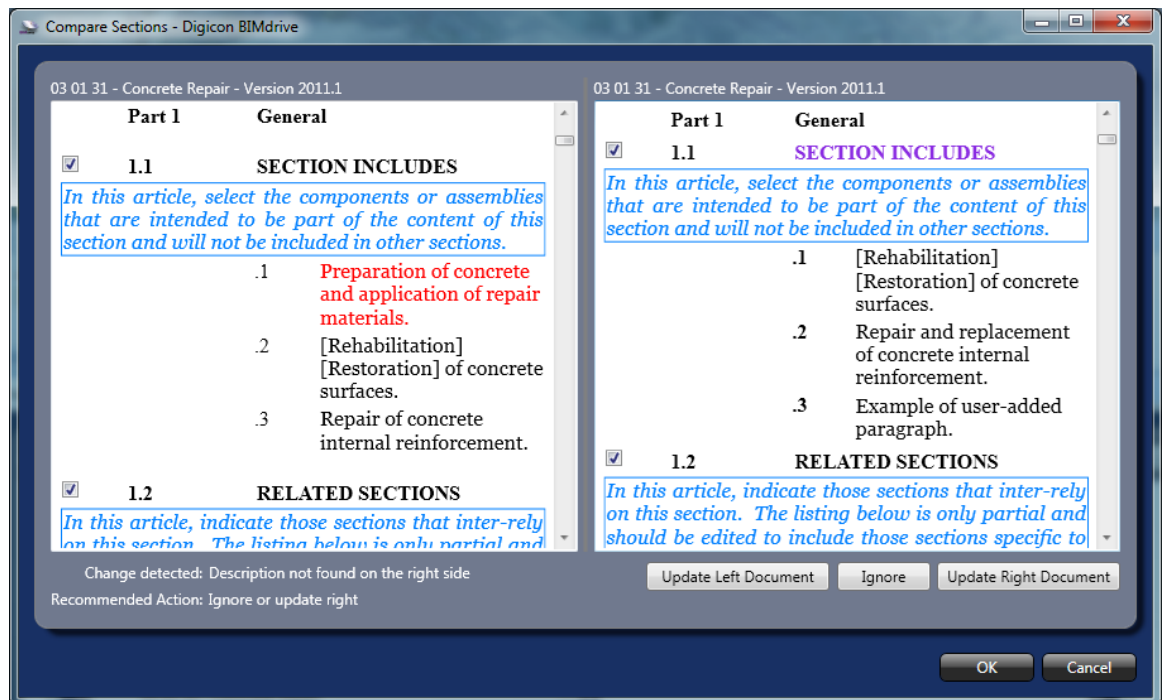 Compare Sections - Digicon BIMdrive
03 01 31 - Concrete Repair - Version 2011.1
Part 1 General
1.1 SECTION INCLUDES
In this article, select the components or assemblies
that are intended to be part of the content of this
section and will not be included in other sections.
.1 Preparation of concrete
and application of repair
materials.
.2 [Rehabilitation]
[Restoration] of concrete
surfaces.
.3 Repair of concrete
internal reinforcement.
1.2 RELATED SECTIONS
In this article, indicate those sections that inter-rely
on this section. The listing below is only partial and
03 01 31 - Concrete Repair - Version 2011.1
Part 1 General
1.1 SECTION INCLUDES
In this article, select the components or assemblies
that are intended to be part of the content of this
section and will not be included in other sections.
.1 [Rehabilitation]
[Restoration] of concrete
surfaces.
.2 Repair and replacement
of concrete internal
reinforcement.
.3 Example of user-added
paragraph.
1.2 RELATED SECTIONS
In this article, indicate those sections that inter-rely
on this section. The listing below is only partial and
should be edited to include those sections specific to
Change detected: Description not found on the right side
Recommended Action: Ignore or update right
Update Left Document Ignore Update Right Document
OK Cancel